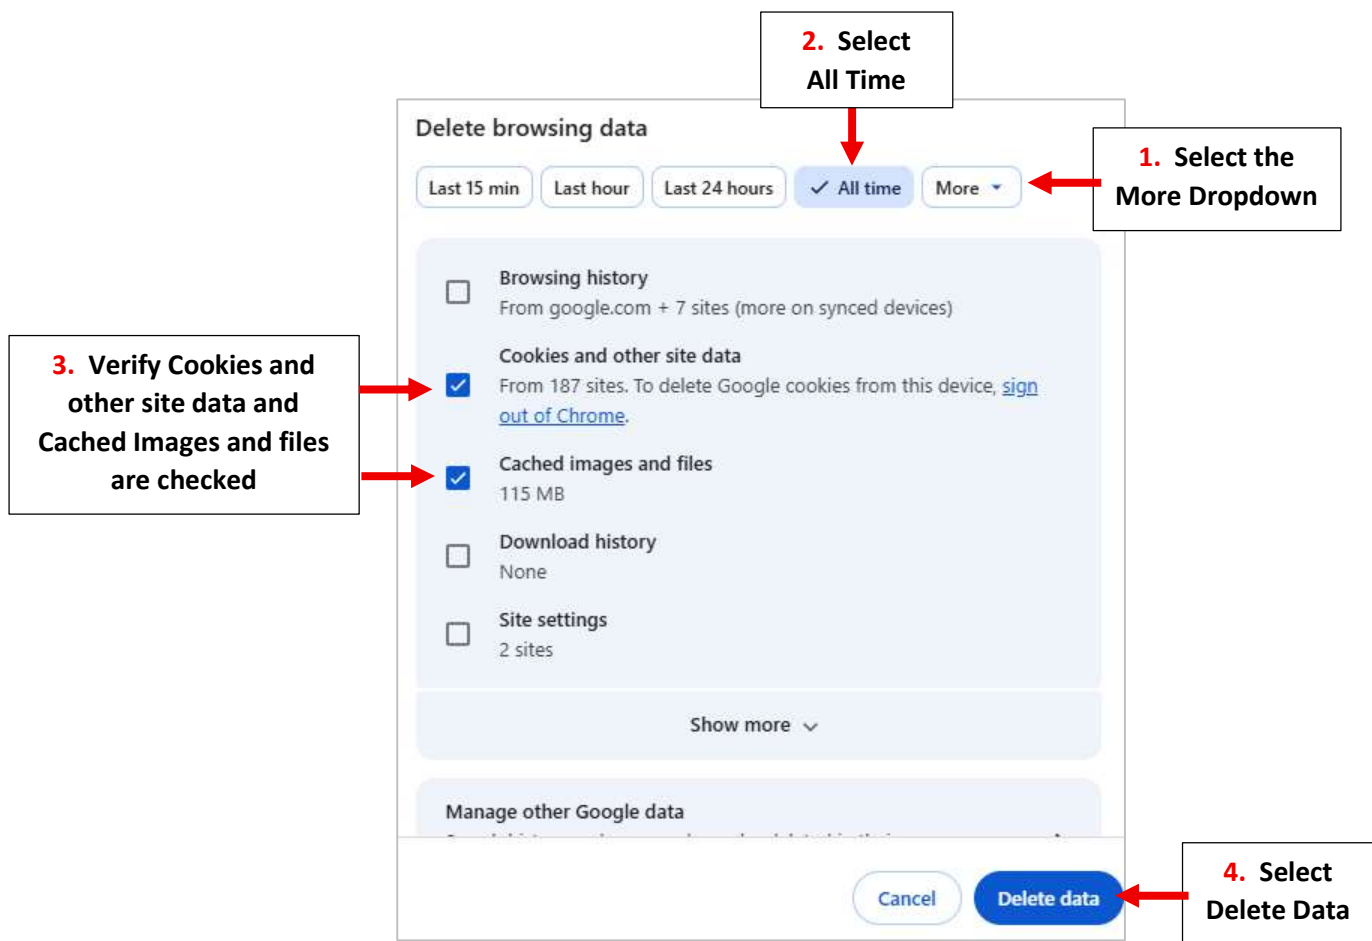 2. Select
All Time
Delete browsing data
1. Select the
More Dropdown
Last 15 min
Last hour
Last 24 hours
All time
More
Browsing history
From google.com + 7 sites (more on synced devices)
3. Verify Cookies and
other site data and
Cached Images and files
are checked
Cookies and other site data
From 187 sites. To delete Google cookies from this device, sign
out of Chrome.
Cached images and files
115 MB
Download history
None
Site settings
2 sites
Show more
Manage other Google data
Cancel
Delete data
4. Select
Delete Data